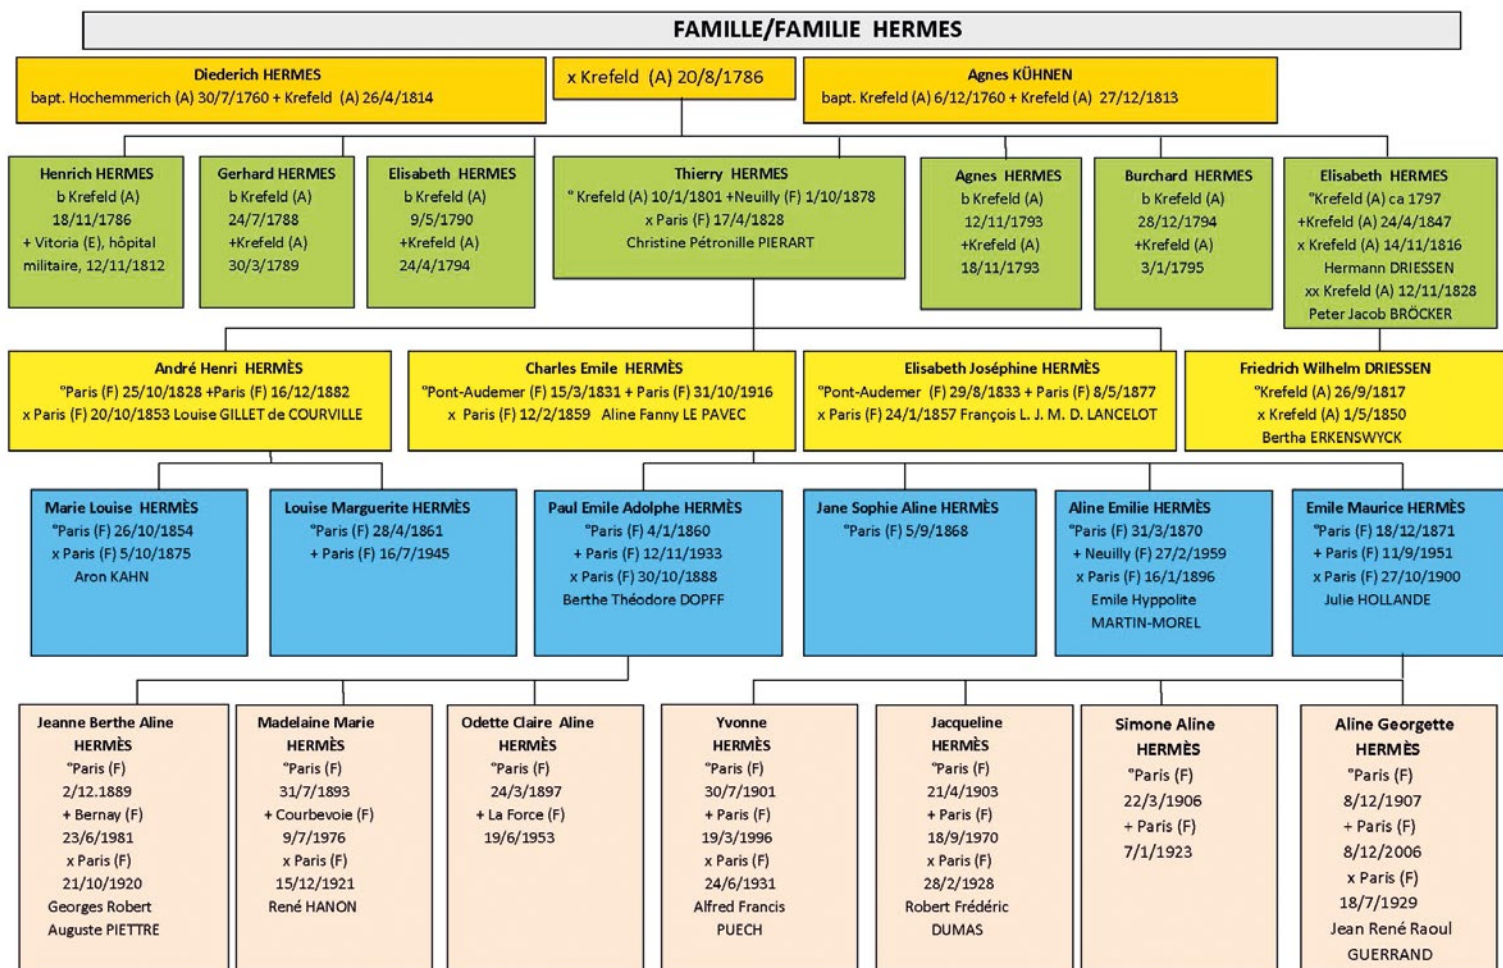 FAMILLE/FAMILIE HERMES
Diederich HERMES
bapt. Hochemmerich (A) 30/7/1760 + Krefeld (A) 26/4/1814
x Krefeld (A) 20/8/1786
Agnes KÜHNEN
bapt. Krefeld (A) 6/12/1760 + Krefeld (A) 27/12/1813
Henrich HERMES
b Krefeld (A)
18/11/1786
+ Vitoria (E), hôpital
militaire, 12/11/1812
Gerhard HERMES
b Krefeld (A)
24/7/1788
+Krefeld (A)
30/3/1789
Elisabeth HERMES
b Krefeld (A)
9/5/1790
+Krefeld (A)
24/4/1794
Thierry HERMES
°Krefeld (A) 10/1/1801 +Neuilly (F) 1/10/1878
x Paris (F) 17/4/1828
Christine Pétronille PIERART
Agnes HERMES
b Krefeld (A)
12/11/1793
+Krefeld (A)
18/11/1793
Burchard HERMES
b Krefeld (A)
28/12/1794
+Krefeld (A)
3/1/1795
Elisabeth HERMES
°Krefeld (A) ca 1797
+Krefeld (A) 24/4/1847
x Krefeld (A) 14/11/1816
Hermann DRIESSEN
xx Krefeld (A) 12/11/1828
Peter Jacob BRÖCKER
André Henri HERMÈS
°Paris (F) 25/10/1828 +Paris (F) 16/12/1882
x Paris (F) 20/10/1853 Louise GILLET de COURVILLE
Charles Emile HERMÈS
°Pont-Audemer (F) 15/3/1831 + Paris (F) 31/10/1916
x Paris (F) 12/2/1859 Aline Fanny LE PAVEC
Elisabeth Joséphine HERMÈS
°Pont-Audemer (F) 29/8/1833 + Paris (F) 8/5/1877
x Paris (F) 24/1/1857 François L. J. M. D. LANCELOT
Friedrich Wilhelm DRIESSEN
°Krefeld (A) 26/9/1817
x Krefeld (A) 1/5/1850
Bertha ERKENSWYCK
Marie Louise HERMÈS
°Paris (F) 26/10/1854
x Paris (F) 5/10/1875
Aron KAHN
Louise Marguerite HERMÈS
°Paris (F) 28/4/1861
+ Paris (F) 16/7/1945
Paul Emile Adolphe HERMÈS
°Paris (F) 4/1/1860
+ Paris (F) 12/11/1933
x Paris (F) 30/10/1888
Berthe Théodore DOPFF
Jane Sophie Aline HERMÈS
°Paris (F) 5/9/1868
Aline Emilie HERMÈS
°Paris (F) 31/3/1870
+ Neuilly (F) 27/2/1959
x Paris (F) 16/1/1896
Emile Hyppolite
MARTIN-MOREL
Emile Maurice HERMÈS
°Paris (F) 18/12/1871
+ Paris (F) 11/9/1951
x Paris (F) 27/10/1900
Julie HOLLANDE
Jeanne Berthe Aline
HERMÈS
°Paris (F)
2/12.1889
+ Bernay (F)
23/6/1981
x Paris (F)
21/10/1920
Georges Robert
Auguste PIETTRE
Madelaine Marie
HERMÈS
°Paris (F)
31/7/1893
+ Courbevoie (F)
9/7/1976
x Paris (F)
15/12/1921
René HANON
Odette Claire Aline
HERMÈS
°Paris (F)
24/3/1897
+ La Force (F)
19/6/1953
Yvonne
HERMÈS
°Paris (F)
30/7/1901
+ Paris (F)
19/3/1996
x Paris (F)
24/6/1931
Alfred Francis
PUECH
Jacqueline
HERMÈS
°Paris (F)
21/4/1903
+ Paris (F)
18/9/1970
x Paris (F)
28/2/1928
Robert Frédéric
DUMAS
Simone Aline
HERMÈS
°Paris (F)
22/3/1906
+ Paris (F)
7/1/1923
Aline Georgette
HERMÈS
°Paris (F)
8/12/1907
+ Paris (F)
8/12/2006
x Paris (F)
18/7/1929
Jean René Raoul
GUERRAND